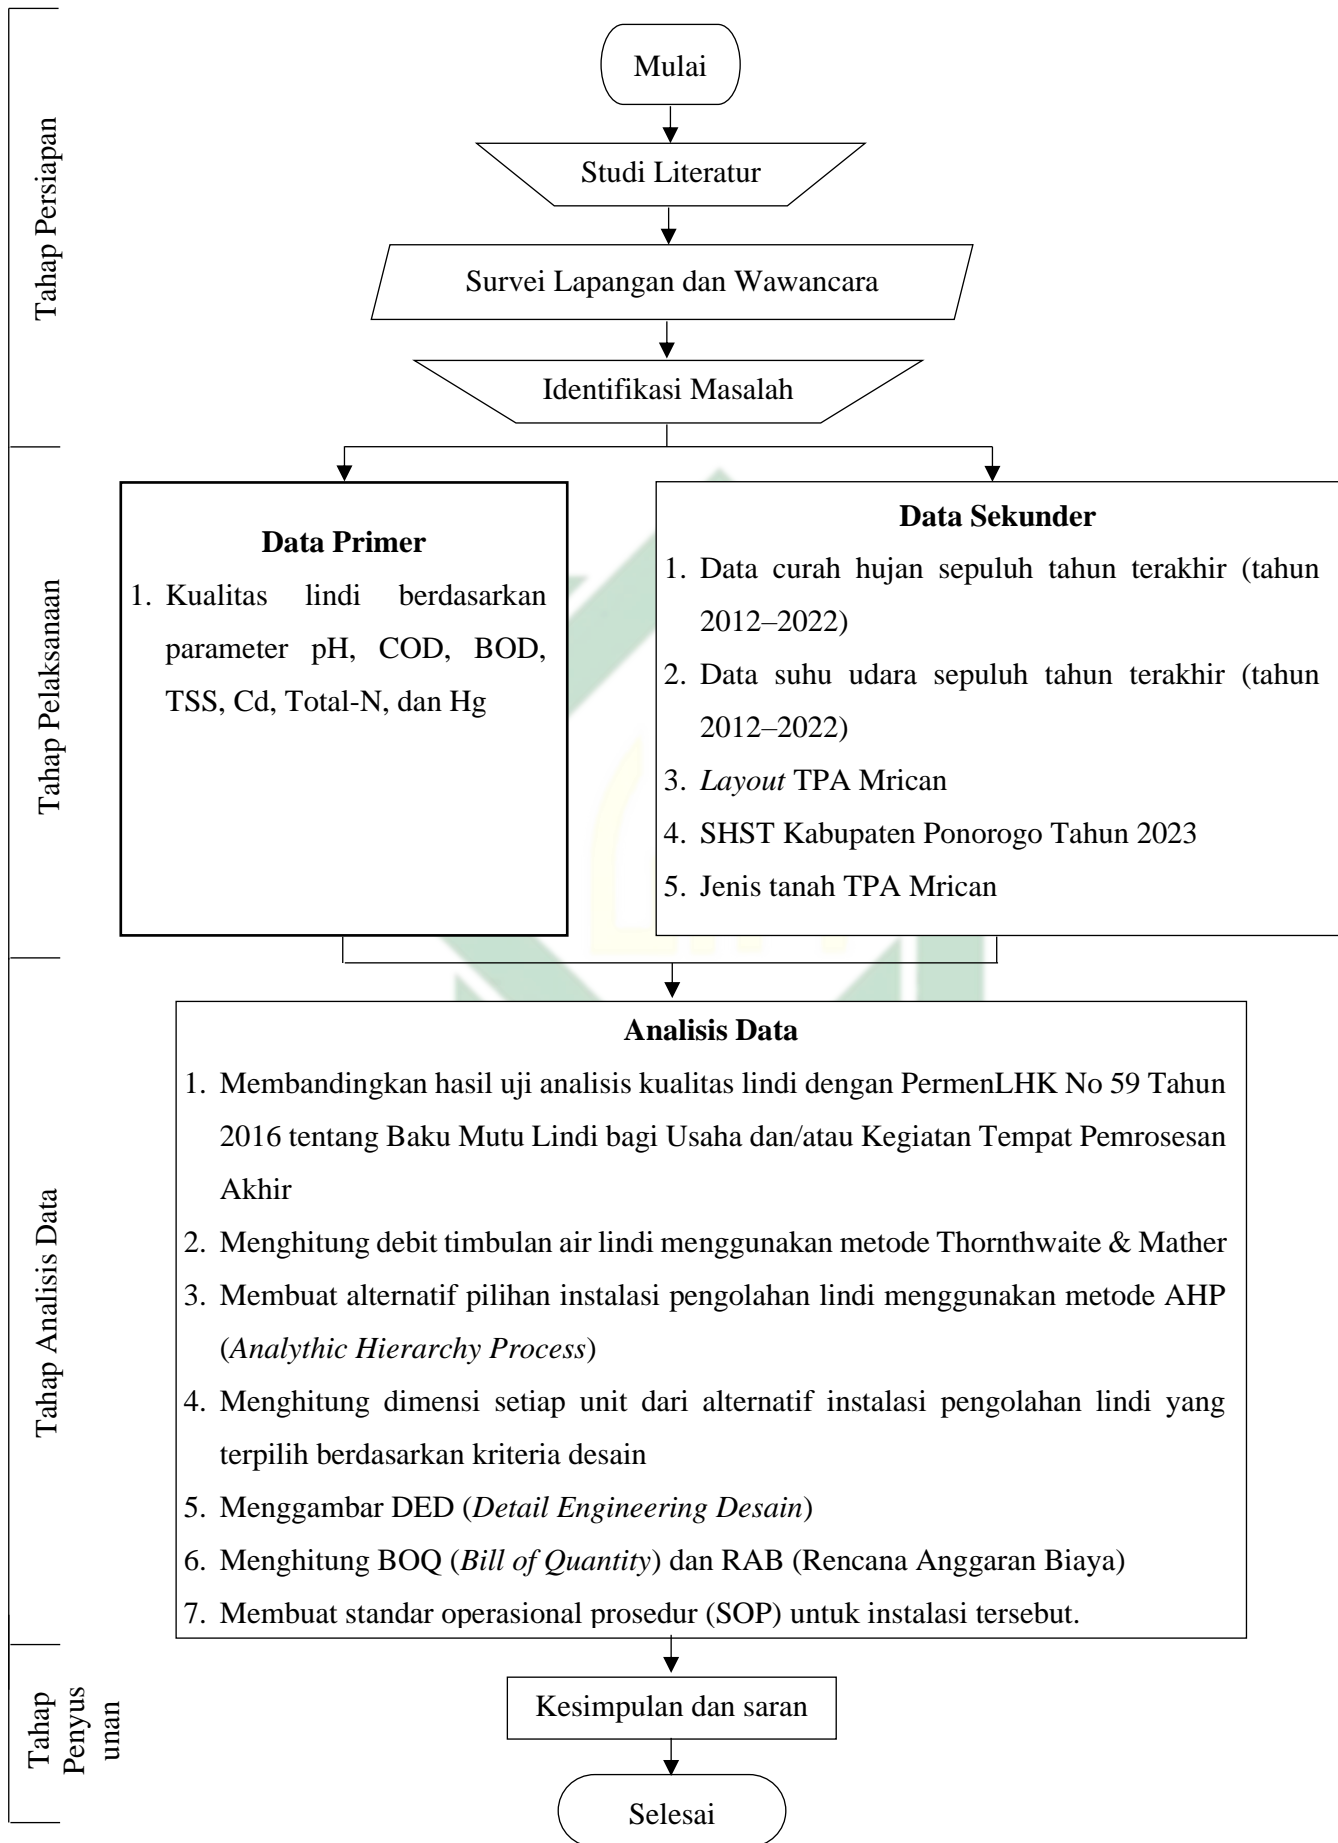 Tahap Persiapan
Mulai
Studi Literatur
Survei Lapangan dan Wawancara
Identifikasi Masalah
Tahap Pelaksanaan
Data Primer
1. Kualitas lindi berdasarkan
parameter pH, COD, BOD,
TSS, Cd, Total-N, dan Hg
Data Sekunder
1. Data curah hujan sepuluh tahun terakhir (tahun
2012–2022)
2. Data suhu udara sepuluh tahun terakhir (tahun
2012–2022)
3. Layout TPA Mrican
4. SHST Kabupaten Ponorogo Tahun 2023
5. Jenis tanah TPA Mrican
Tahap Analisis Data
Analisis Data
1. Membandingkan hasil uji analisis kualitas lindi dengan PermenLHK No 59 Tahun
2016 tentang Baku Mutu Lindi bagi Usaha dan/atau Kegiatan Tempat Pemrosesan
Akhir
2. Menghitung debit timbulan air lindi menggunakan metode Thornthwaite & Mather
3. Membuat alternatif pilihan instalasi pengolahan lindi menggunakan metode AHP
(Analythic Hierarchy Process)
4. Menghitung dimensi setiap unit dari alternatif instalasi pengolahan lindi yang
terpilih berdasarkan kriteria desain
5. Menggambar DED (Detail Engineering Desain)
6. Menghitung BOQ (Bill of Quantity) dan RAB (Rencana Anggaran Biaya)
7. Membuat standar operasional prosedur (SOP) untuk instalasi tersebut.
Tahap
Penyus
unan
Kesimpulan dan saran
Selesai